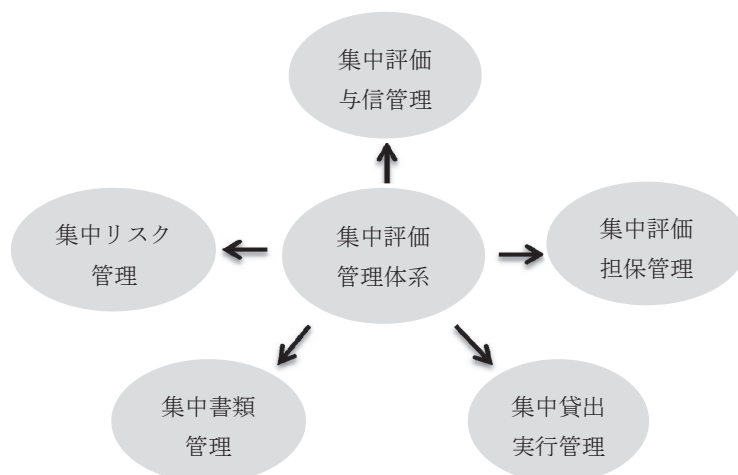 集中評価
与信管理
集中リスク
管理
集中評価
管理体系
集中評価
担保管理
集中書類
管理
集中貸出
実行管理